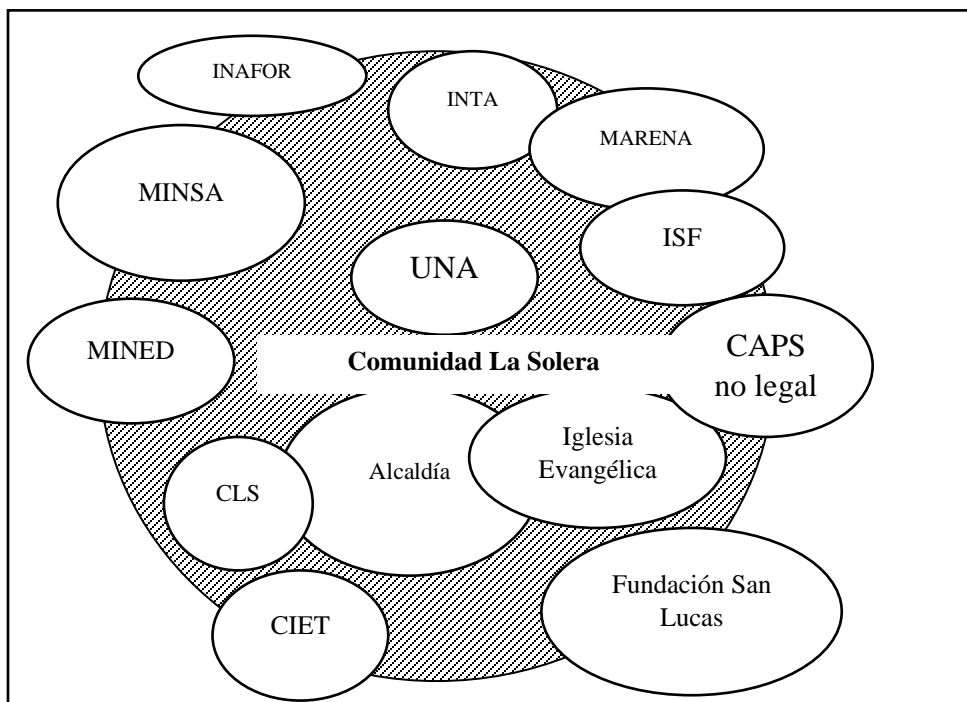 INAFOR
INTA
MARENA
MINSA
ISF
UNA
MINED
Comunidad La Solera
CAPS
no legal
Iglesia
Evangélica
Alcaldía
CLS
Fundación San
Lucas
CIET